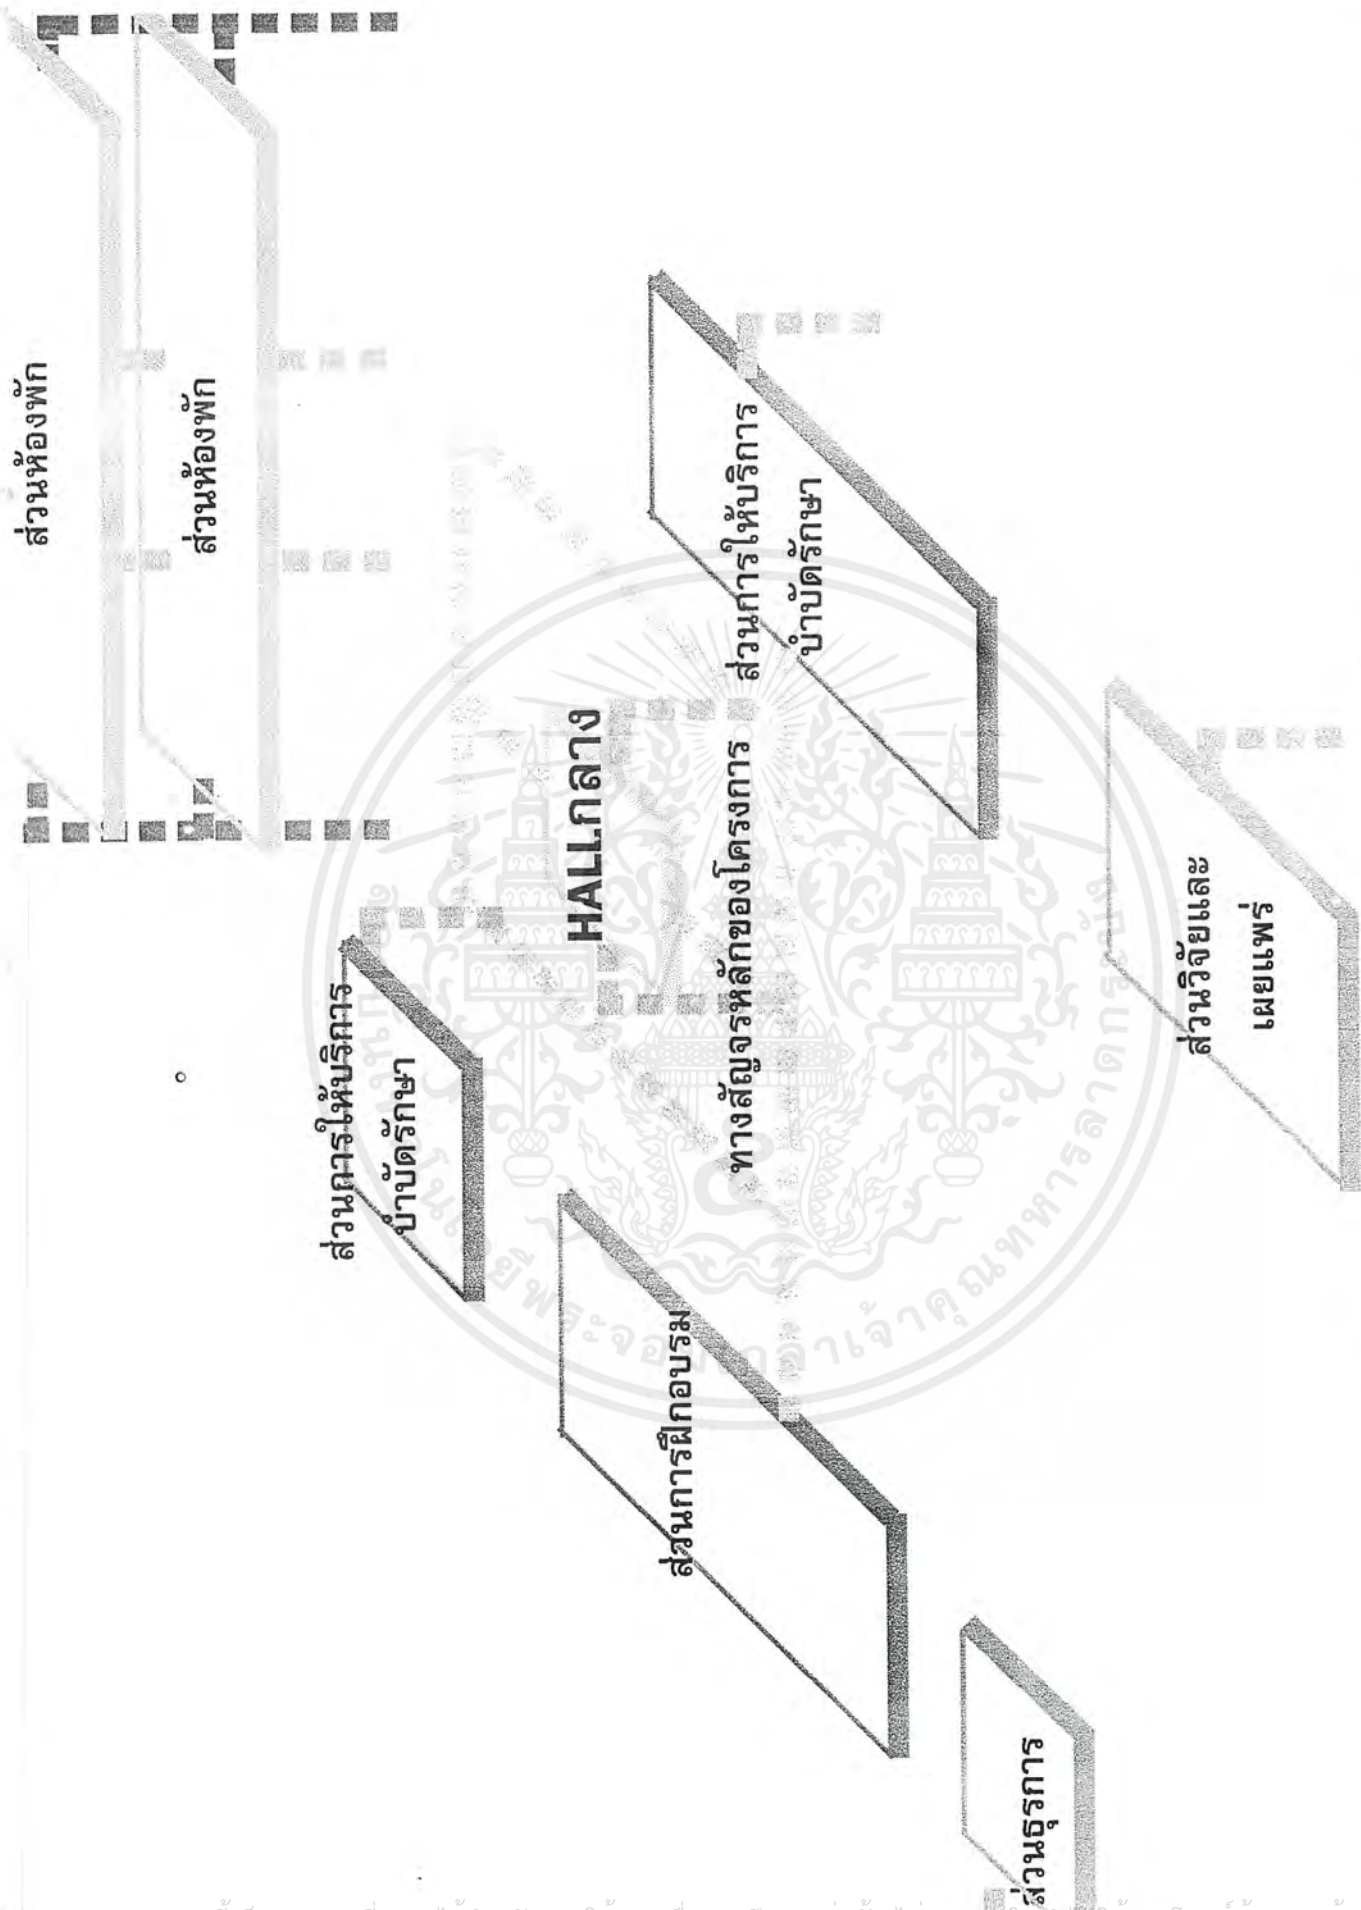 ส่วนห้องพัก
ส่วนห้องพัก
ส่วนการให้บริการ
บำบัดรักษา
HALLกลาง
ทางสัญจรหลักของโครงการ
ส่วนการให้บริการ
บำบัดรักษา
ส่วนการฝึกอบรม
ส่วนวิจัยและ
เผยแพร่
ส่วนธุรการ